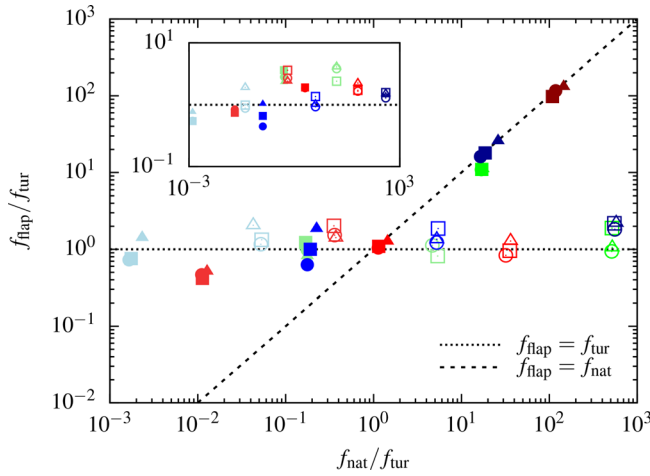 10^3
10^2
10^1
10^0
10^{-1}
10^{-2}
f_flap/f_tur
10^1
10^{-1}
10^{-3}
10^3
f_flap = f_tur
f_flap = f_nat
10^{-3} 10^{-2} 10^{-1} 10^0 10^1 10^2 10^3
f_nat/f_tur